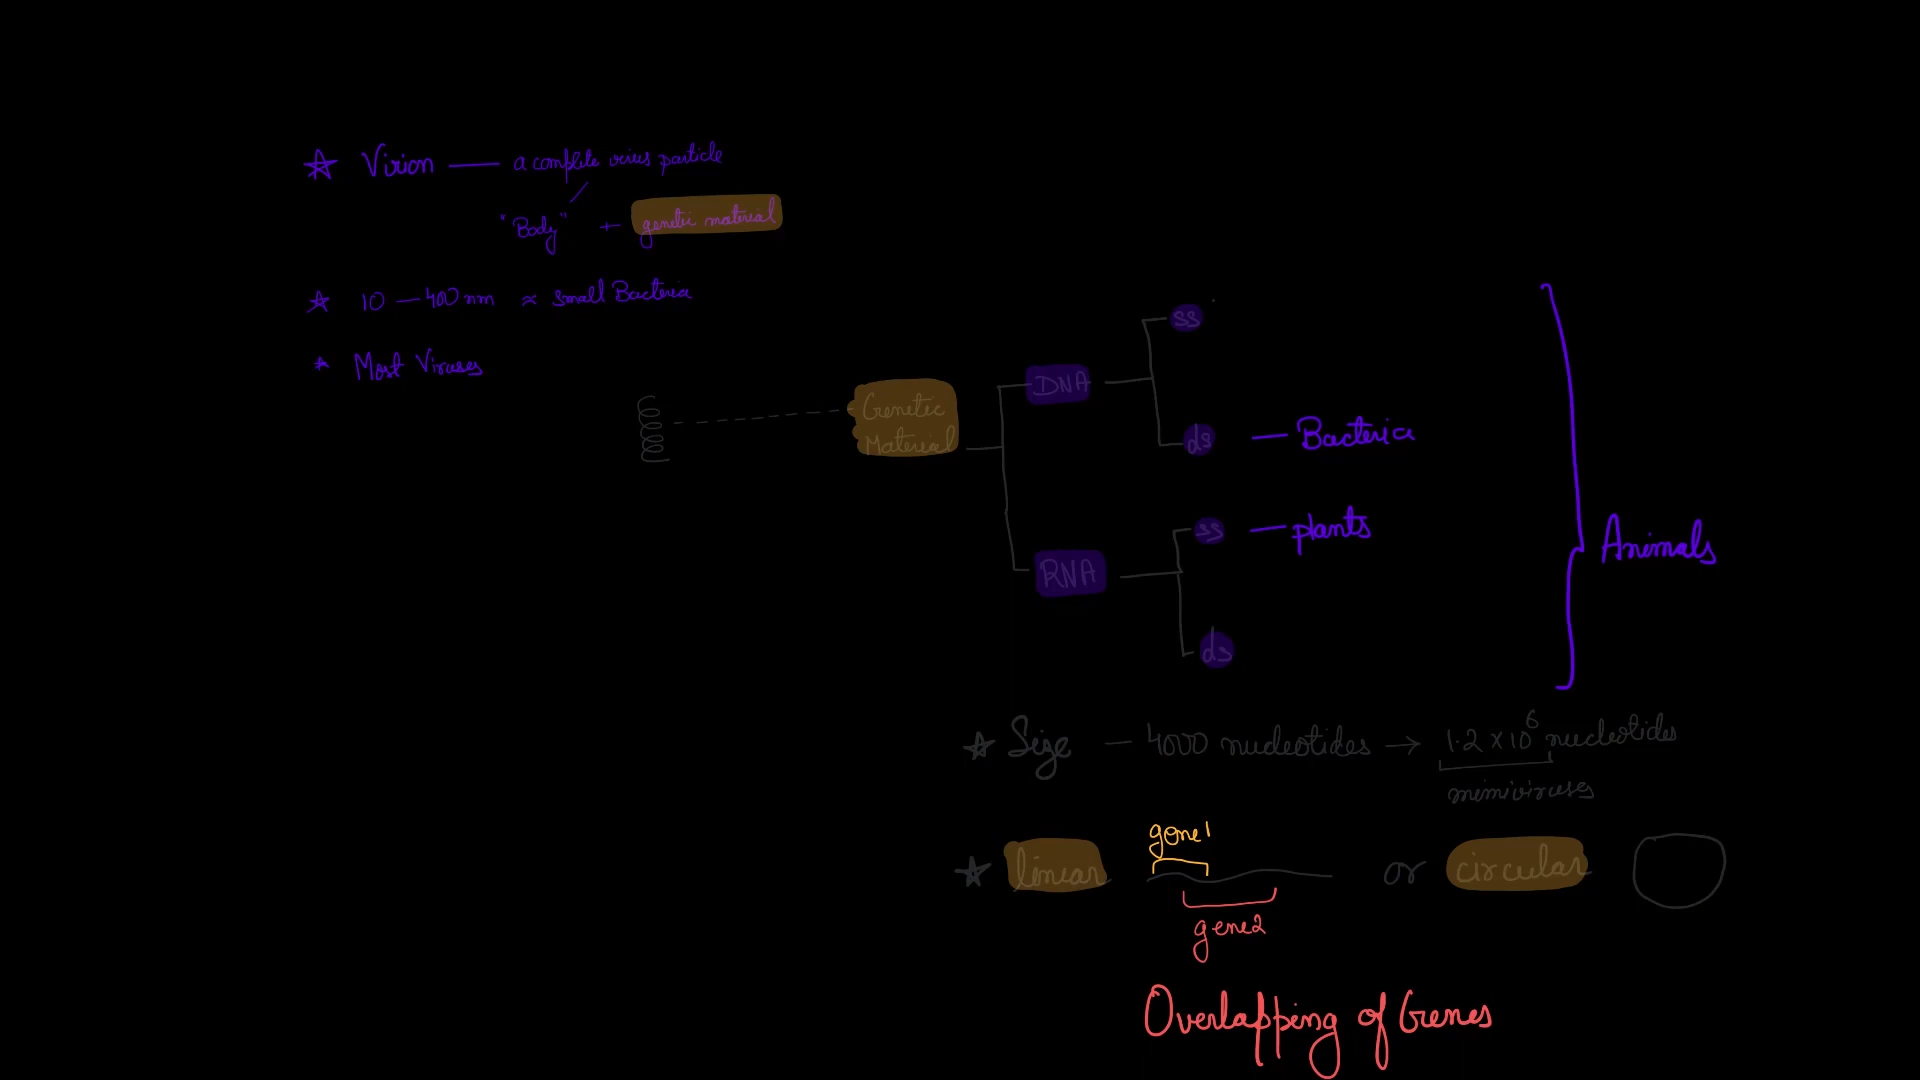 Virion — a complete virus particle
"Body" + genetic material
10 — 400 nm ≈ small Bacteria
Most Viruses
Genetic
Material
DNA
ss
ds — Bacteria
RNA
ss — plants
ds
Animals
Size — 4000 nucleotides → 1.2 x 10⁶ nucleotides
mimiviruses
linear
gene1
gene2
or circular
Overlapping of Genes